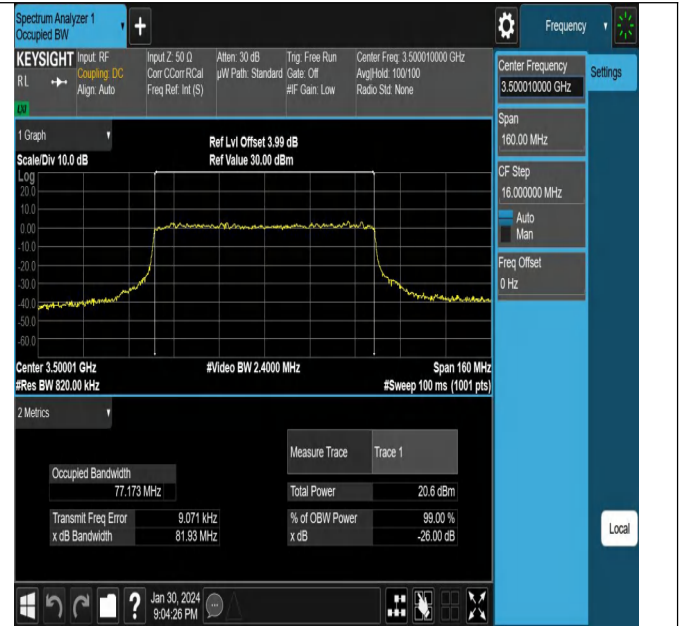 Spectrum Analyzer 1
Occupied BW
+
Frequency
KEYSIGHT
RL
LXI
Input: RF
Coupling: DC
Align: Auto
Input Z: 50 Ω
Corr CCorr RCal
Freq Ref: Int (S)
Atten: 30 dB
µW Path: Standard
Trig: Free Run
Gate: Off
#IF Gain: Low
Center Freq: 3.500010000 GHz
Avg|Hold: 100/100
Radio Std: None
Center Frequency
3.500010000 GHz
Settings
Span
160.00 MHz
CF Step
16.000000 MHz
Auto
Man
Freq Offset
0 Hz
1 Graph
Scale/Div 10.0 dB
Ref Lvl Offset 3.99 dB
Ref Value 30.00 dBm
Log
20.0
10.0
0.00
-10.0
-20.0
-30.0
-40.0
-50.0
-60.0
Center 3.50001 GHz
#Video BW 2.4000 MHz
Span 160 MHz
#Res BW 820.00 kHz
#Sweep 100 ms (1001 pts)
2 Metrics
Measure Trace
Trace 1
Occupied Bandwidth
77.173 MHz
Total Power
20.6 dBm
Transmit Freq Error
9.071 kHz
% of OBW Power
99.00 %
x dB Bandwidth
81.93 MHz
x dB
-26.00 dB
Local
?
Jan 30, 2024
9:04:26 PM